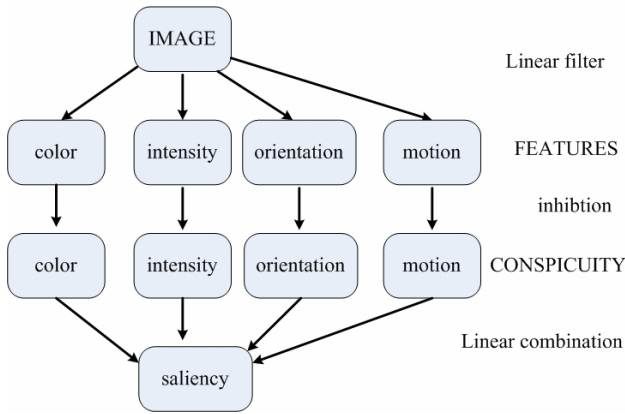 IMAGE
Linear filter
color
intensity
orientation
motion
FEATURES
inhibtion
color
intensity
orientation
motion
CONSPICUITY
Linear combination
saliency